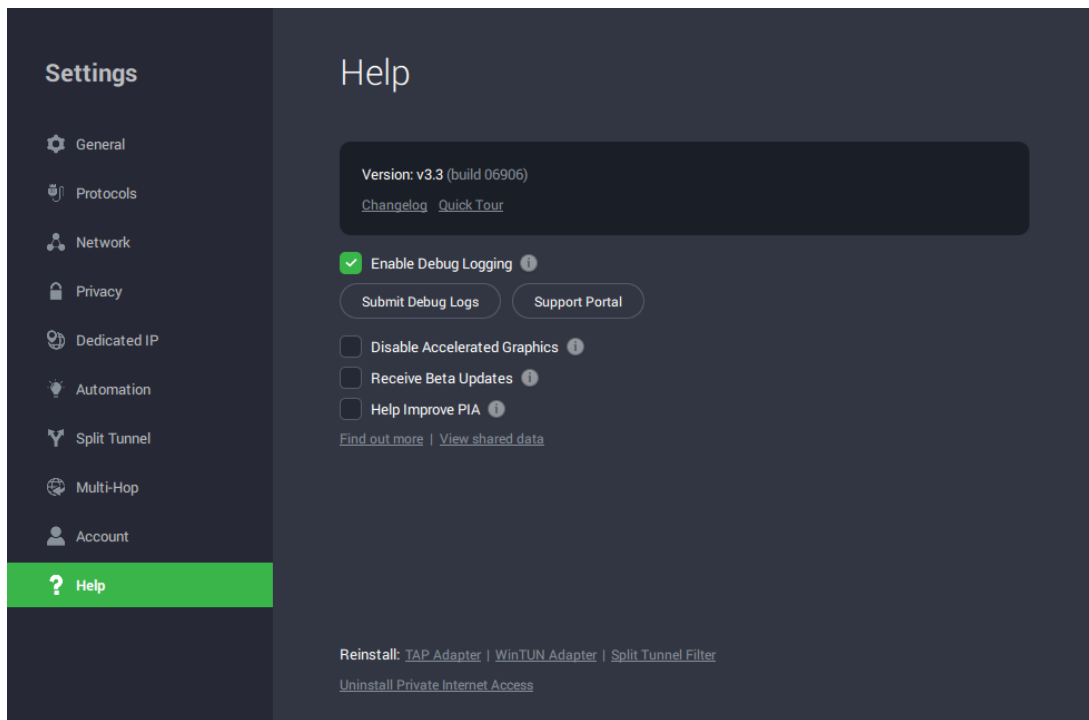 Settings
General
Protocols
Network
Privacy
Dedicated IP
Automation
Split Tunnel
Multi-Hop
Account
Help
Help
Version: v3.3 (build 06906)
Changelog Quick Tour
Enable Debug Logging
Submit Debug Logs Support Portal
Disable Accelerated Graphics
Receive Beta Updates
Help Improve PIA
Find out more | View shared data
Reinstall: TAP Adapter | WinTUN Adapter | Split Tunnel Filter
Uninstall Private Internet Access